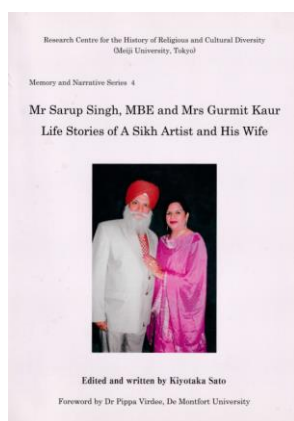 Research Centre for the History of Religious and Cultural Diversity
(Meiji University, Tokyo)
Memory and Narrative Series 4
Mr Sarup Singh, MBE and Mrs Gurmit Kaur
Life Stories of A Sikh Artist and His Wife
Edited and written by Kiyotaka Sato
Foreword by Dr Pippa Virdee, De Montfort University